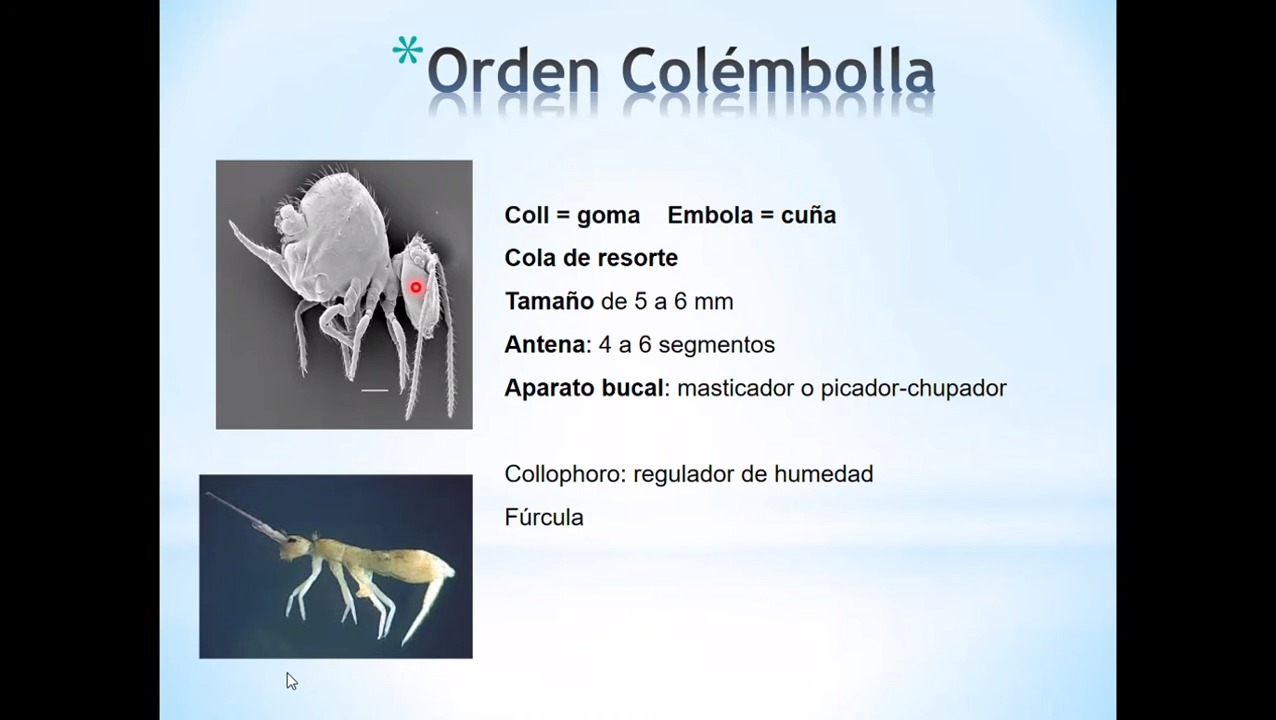 *Orden Colémbolla
Coll = goma Embola = cuña
Cola de resorte
Tamaño de 5 a 6 mm
Antena: 4 a 6 segmentos
Aparato bucal: masticador o picador-chupador
Collophoro: regulador de humedad
Fúrcula